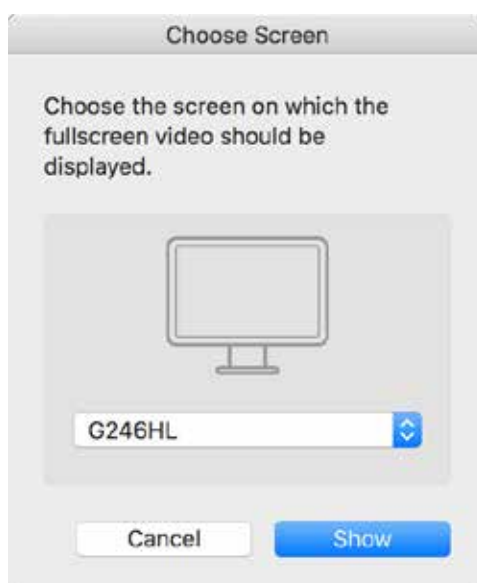 Choose Screen
Choose the screen on which the
fullscreen video should be
displayed.
G246HL
Cancel
Show